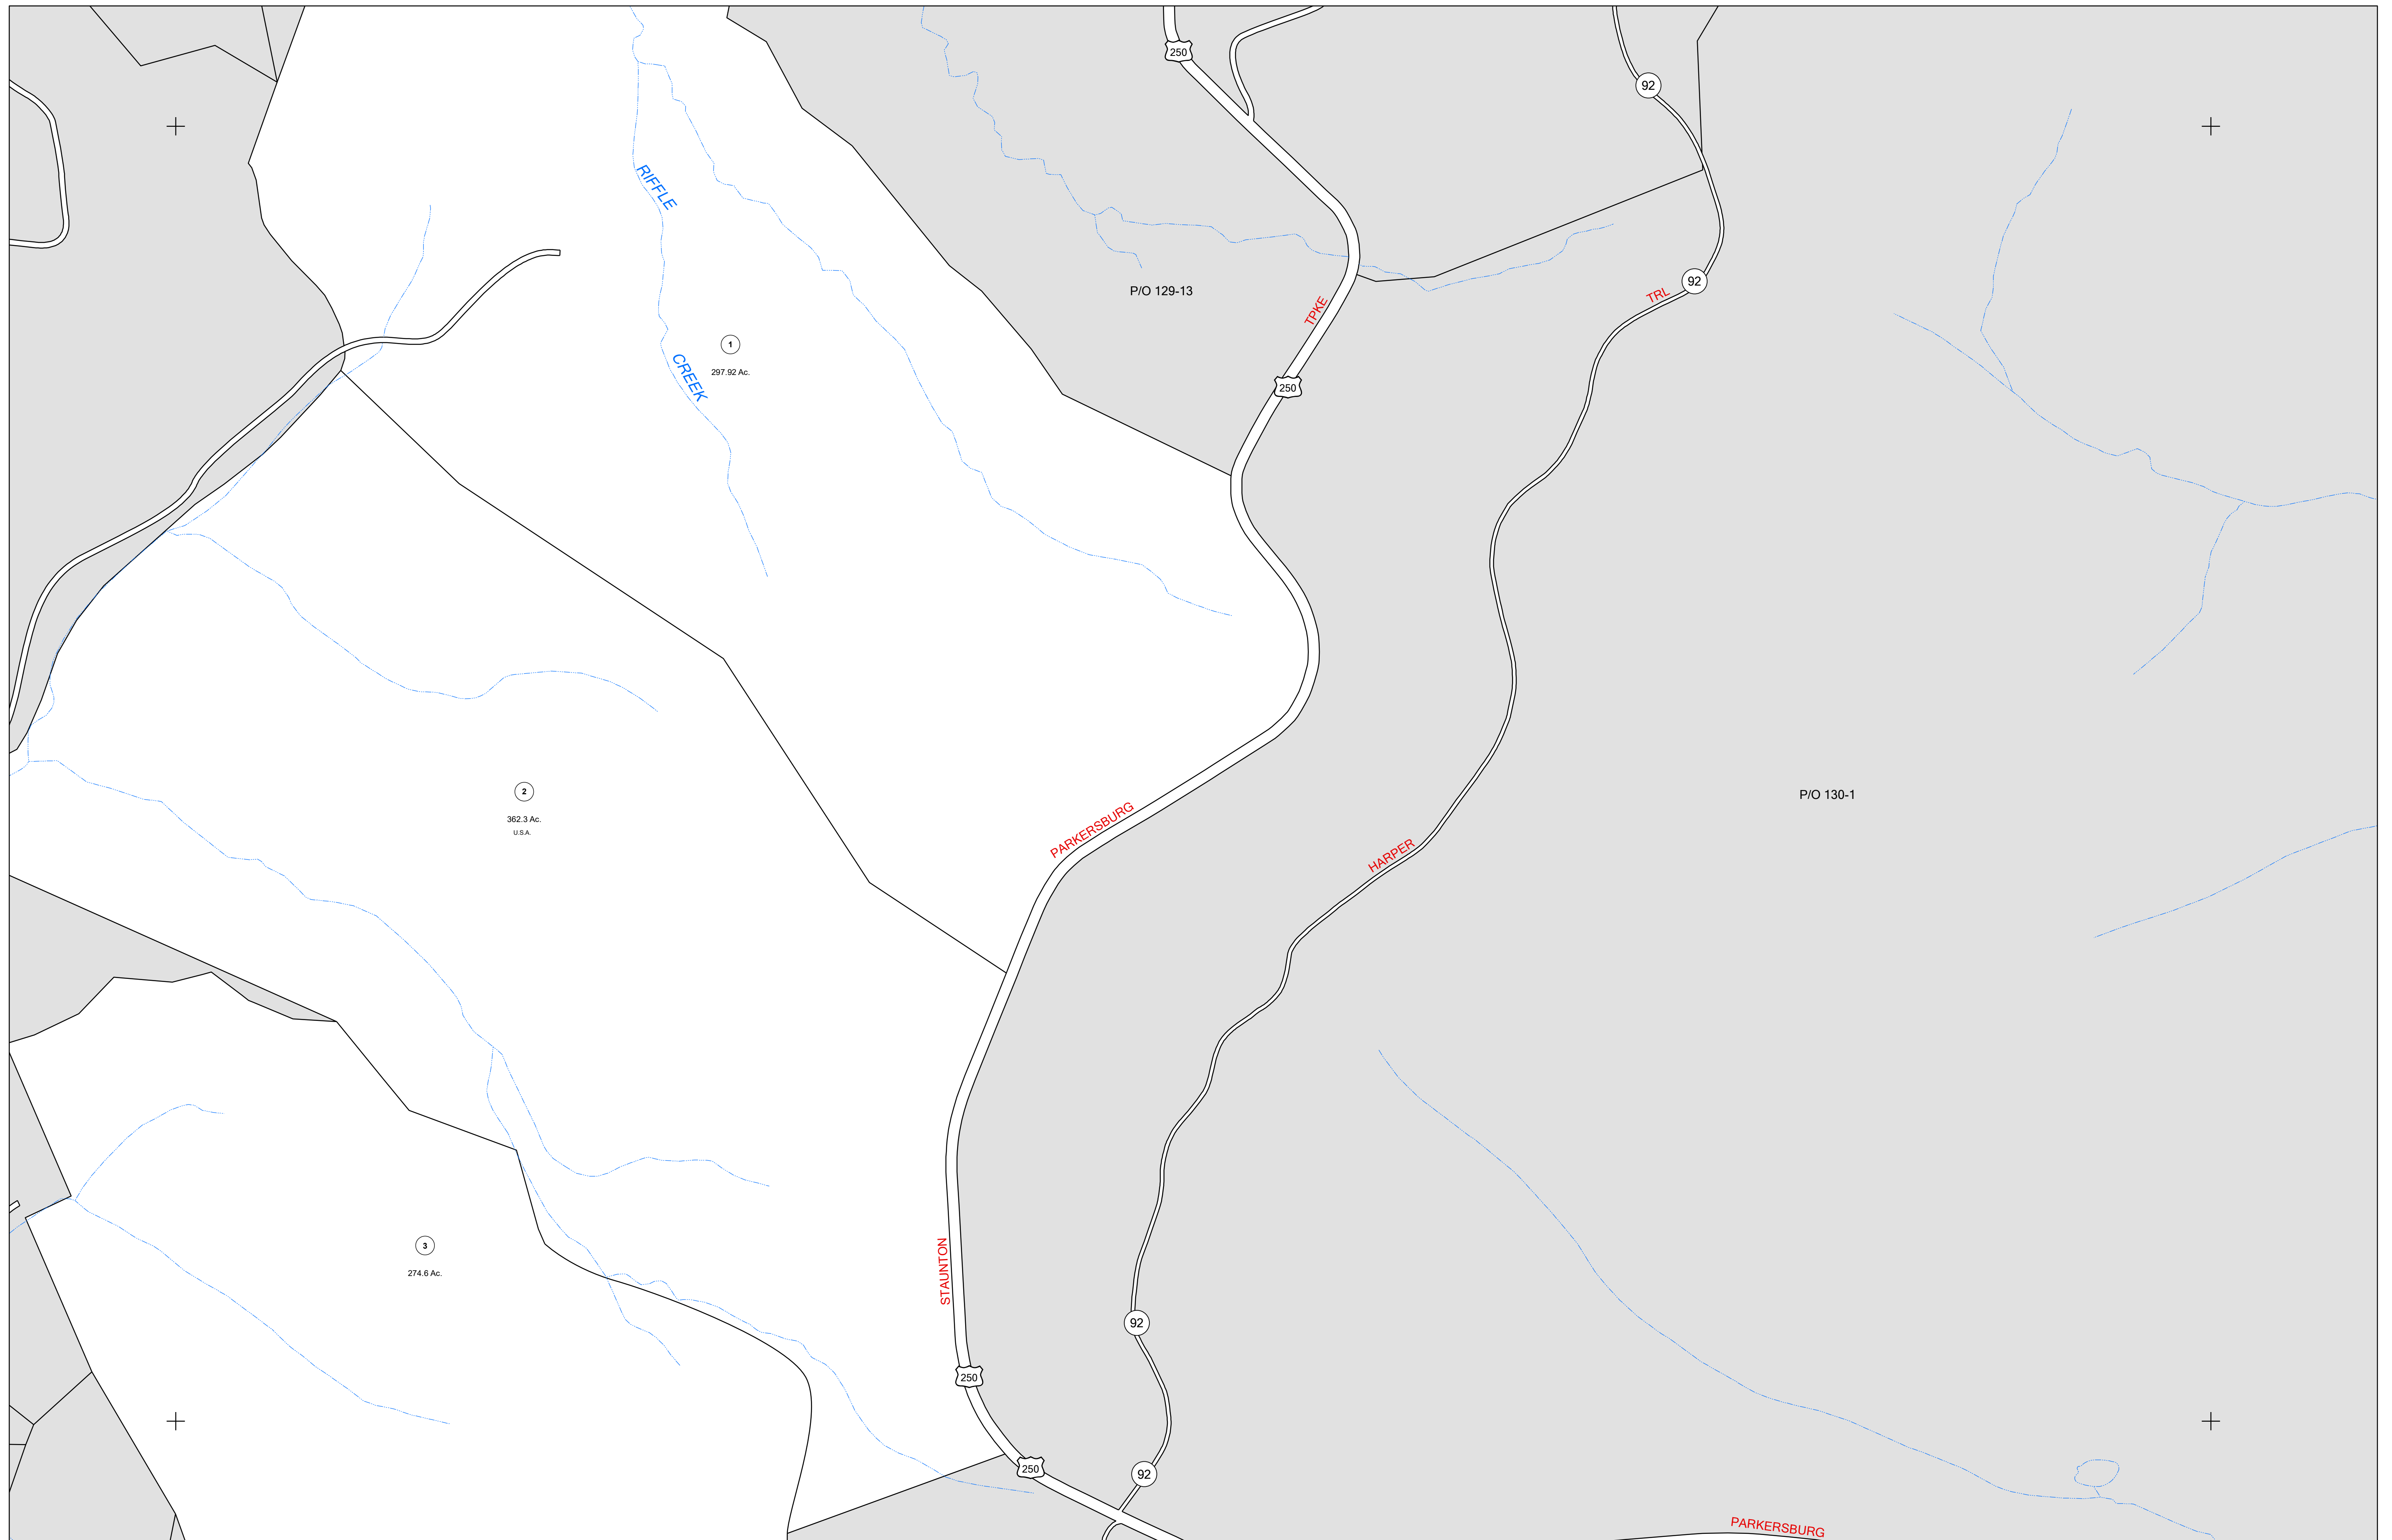 250
92
RIFFLE
CREEK
P/O 129-13
TPKE
TRL
92
1
297.92 Ac.
250
2
362.3 Ac.
U.S.A.
PARKERSBURG
P/O 130-1
HARPER
3
274.6 Ac.
STAUNTON
92
250
250
92
PARKERSBURG